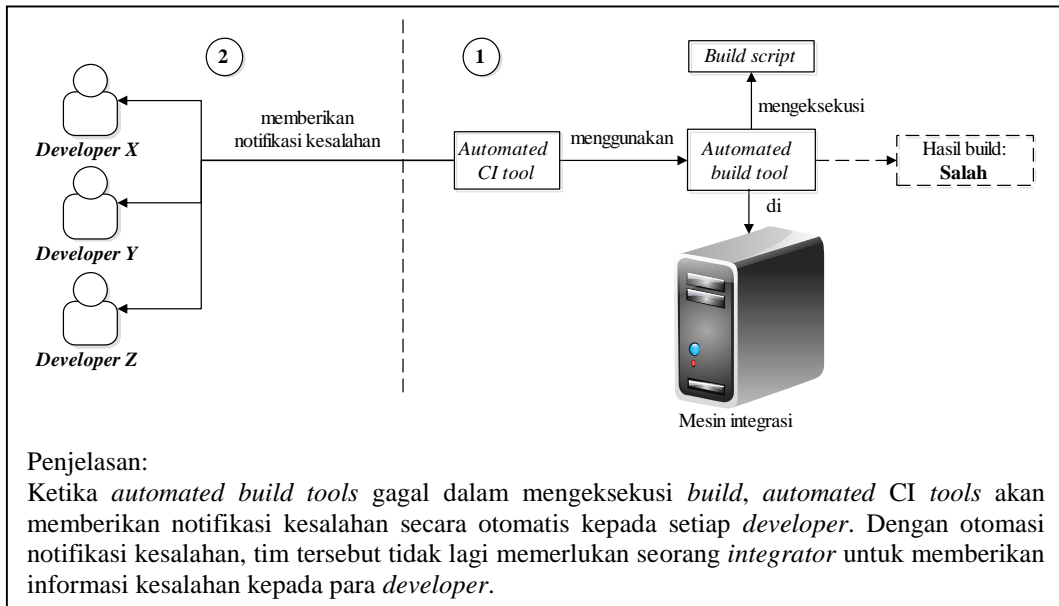 2
1
Build script
memberikan
notifikasi kesalahan
mengeksekusi
Developer X
Automated
CI tool
menggunakan
Automated
build tool
Hasil build:
Salah
di
Developer Y
Developer Z
Mesin integrasi
Penjelasan:
Ketika automated build tools gagal dalam mengeksekusi build, automated CI tools akan
memberikan notifikasi kesalahan secara otomatis kepada setiap developer. Dengan otomasi
notifikasi kesalahan, tim tersebut tidak lagi memerlukan seorang integrator untuk memberikan
informasi kesalahan kepada para developer.